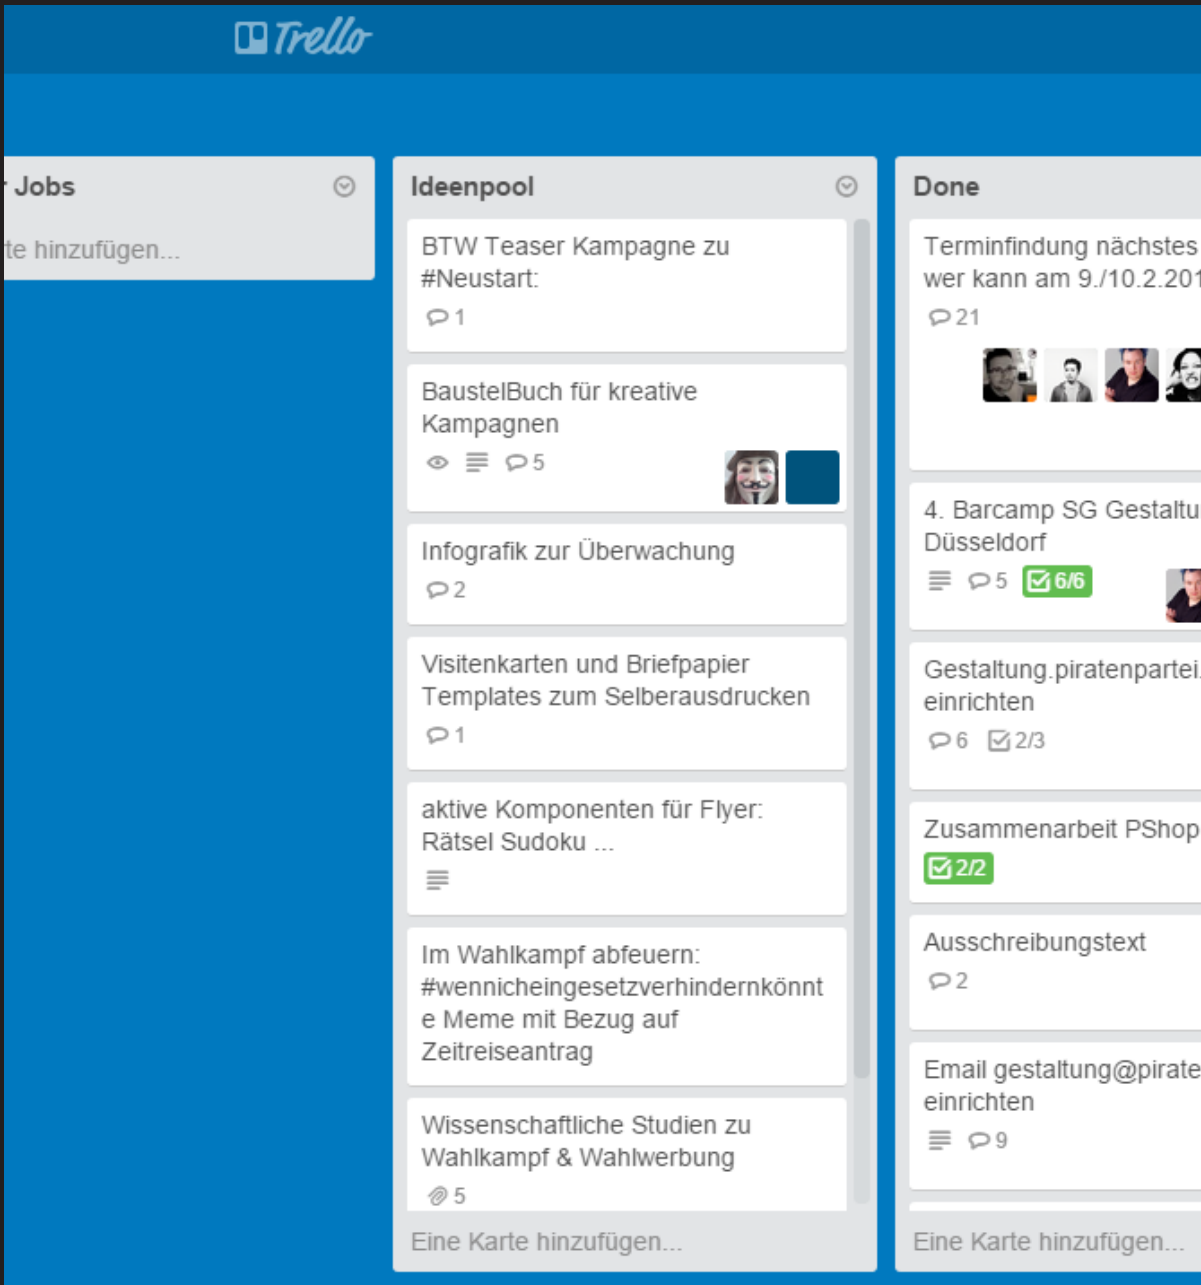 Trello
Jobs
te hinzufügen...
Ideenpool
BTW Teaser Kampagne zu
#Neustart:
1
BaustelBuch für kreative
Kampagnen
5
Infografik zur Überwachung
2
Visitenkarten und Briefpapier
Templates zum Selberausdrucken
1
aktive Komponenten für Flyer:
Rätsel Sudoku ...
Im Wahlkampf abfeuern:
#wennicheingesetzverhindernkönnt
e Meme mit Bezug auf
Zeitreiseantrag
Wissenschaftliche Studien zu
Wahlkampf & Wahlwerbung
5
Eine Karte hinzufügen...
Done
Terminfindung nächstes
wer kann am 9./10.2.201
21
4. Barcamp SG Gestaltu
Düsseldorf
5 6/6
Gestaltung.piratenpartei.
einrichten
6 2/3
Zusammenarbeit PShop
2/2
Ausschreibungstext
2
Email gestaltung@pirate
einrichten
9
Eine Karte hinzufügen...